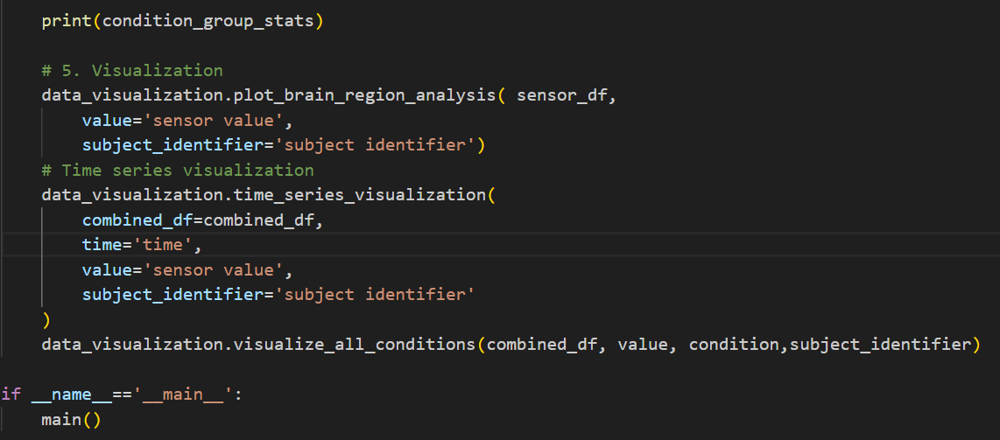 print(condition_group_stats)
# 5. Visualization
data_visualization.plot_brain_region_analysis( sensor_df,
value='sensor value',
subject_identifier='subject identifier')
# Time series visualization
data_visualization.time_series_visualization(
combined_df=combined_df,
time='time',
value='sensor value',
subject_identifier='subject identifier'
)
data_visualization.visualize_all_conditions(combined_df, value, condition,subject_identifier)
if __name__=='__main__':
main()